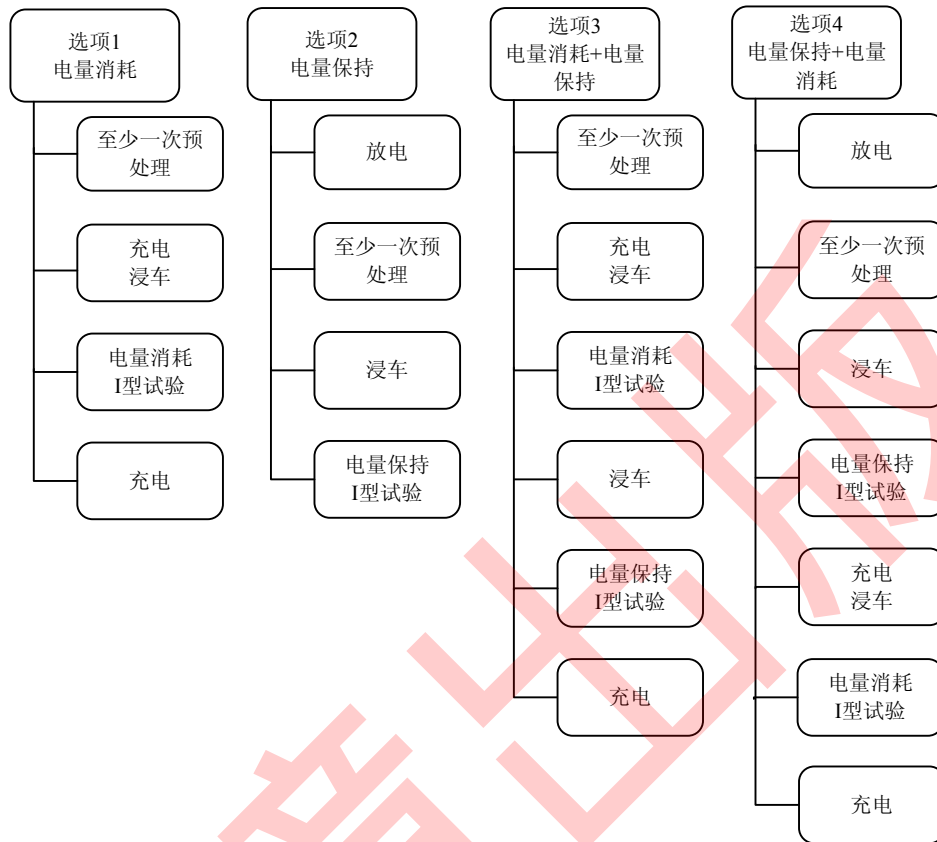 选项1
电量消耗
至少一次预
处理
充电
浸车
电量消耗
I型试验
充电
选项2
电量保持
放电
至少一次预
处理
浸车
电量保持
I型试验
选项3
电量消耗+电量
保持
至少一次预
处理
充电
浸车
电量消耗
I型试验
浸车
电量保持
I型试验
充电
选项4
电量保持+电量
消耗
放电
至少一次预
处理
浸车
电量保持
I型试验
充电
浸车
电量消耗
I型试验
充电
出版